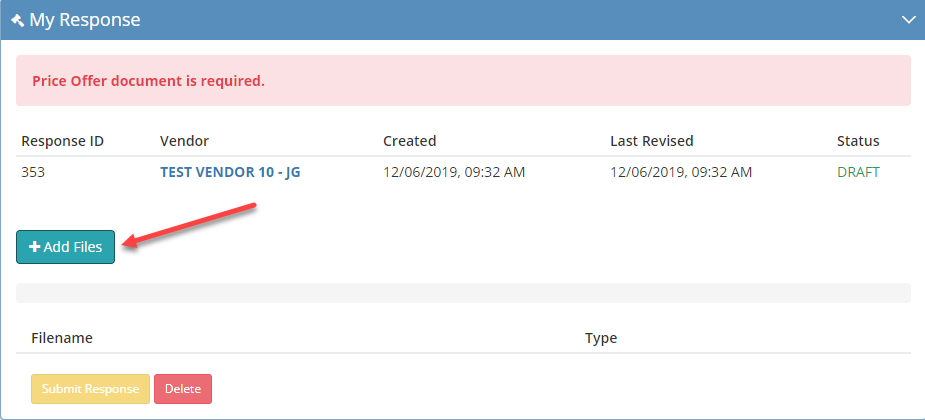 My Response
Price Offer document is required.
Response ID Vendor Created Last Revised Status
353 TEST VENDOR 10 - JG 12/06/2019, 09:32 AM 12/06/2019, 09:32 AM DRAFT
+ Add Files
Filename Type
Submit Response Delete